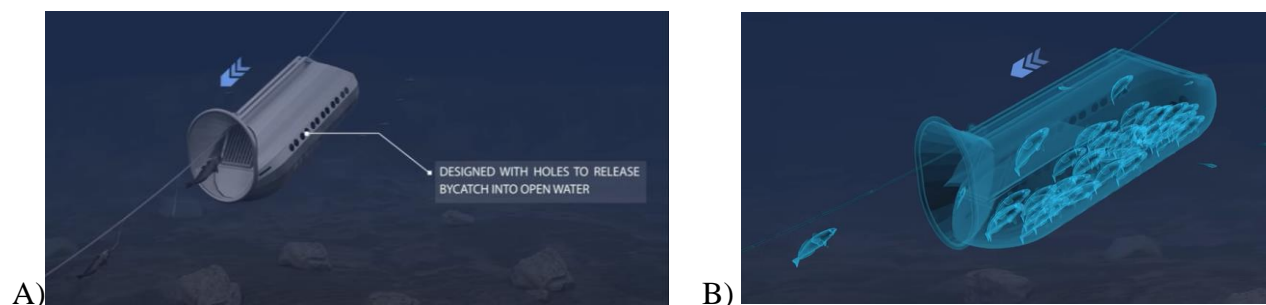 DESIGNED WITH HOLES TO RELEASE
BYCATCH INTO OPEN WATER
A)
B)